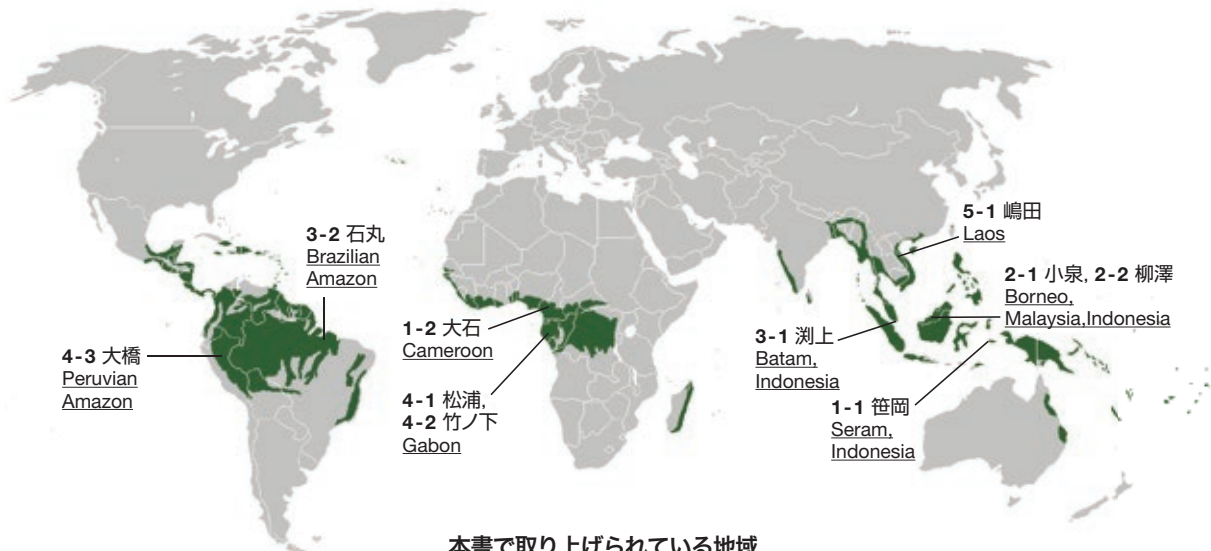 3-2 石丸
Brazilian
Amazon
4-3 大橋
Peruvian
Amazon
1-2 大石
Cameroon
4-1 松浦,
4-2 竹ノ下
Gabon
5-1 嶋田
Laos
2-1 小泉, 2-2 柳澤
Borneo,
Malaysia,Indonesia
3-1 渕上
Batam,
Indonesia
1-1 笹岡
Seram,
Indonesia
本書で取り上げられている地域